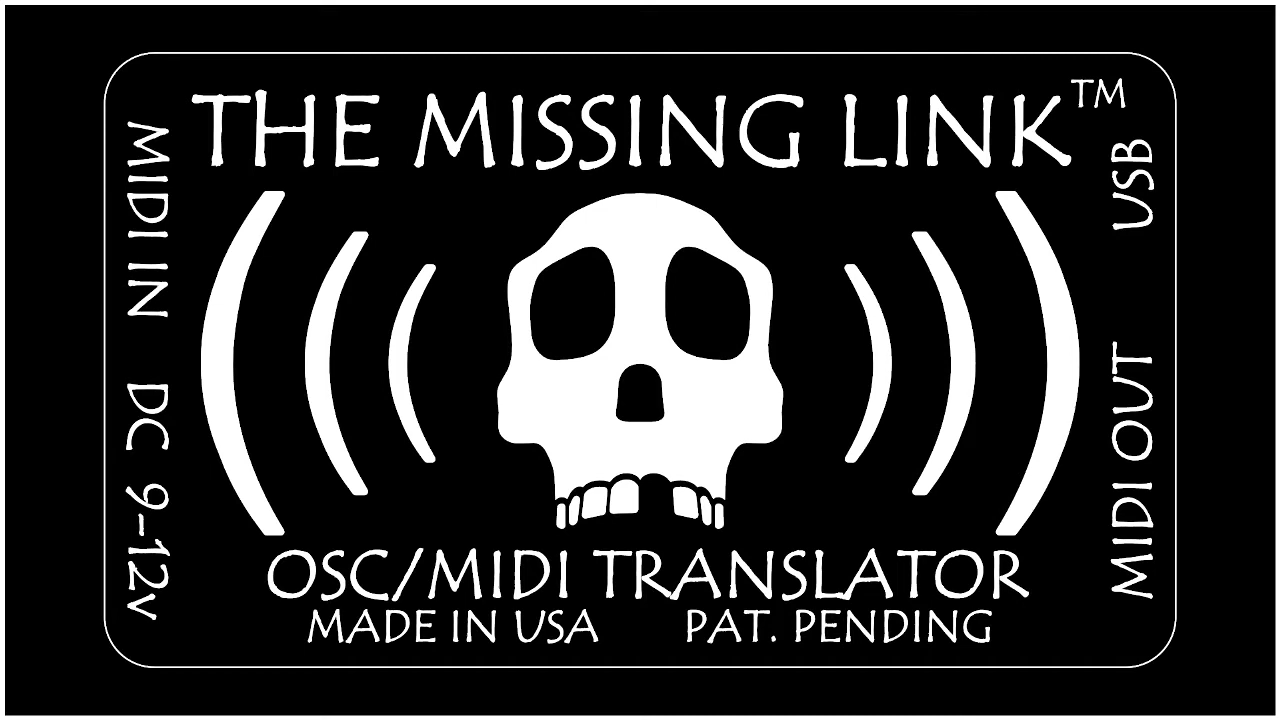 THE MISSING LINK™
MIDI IN
DC 9-12v
USB
MIDI OUT
OSC/MIDI TRANSLATOR
MADE IN USA PAT. PENDING